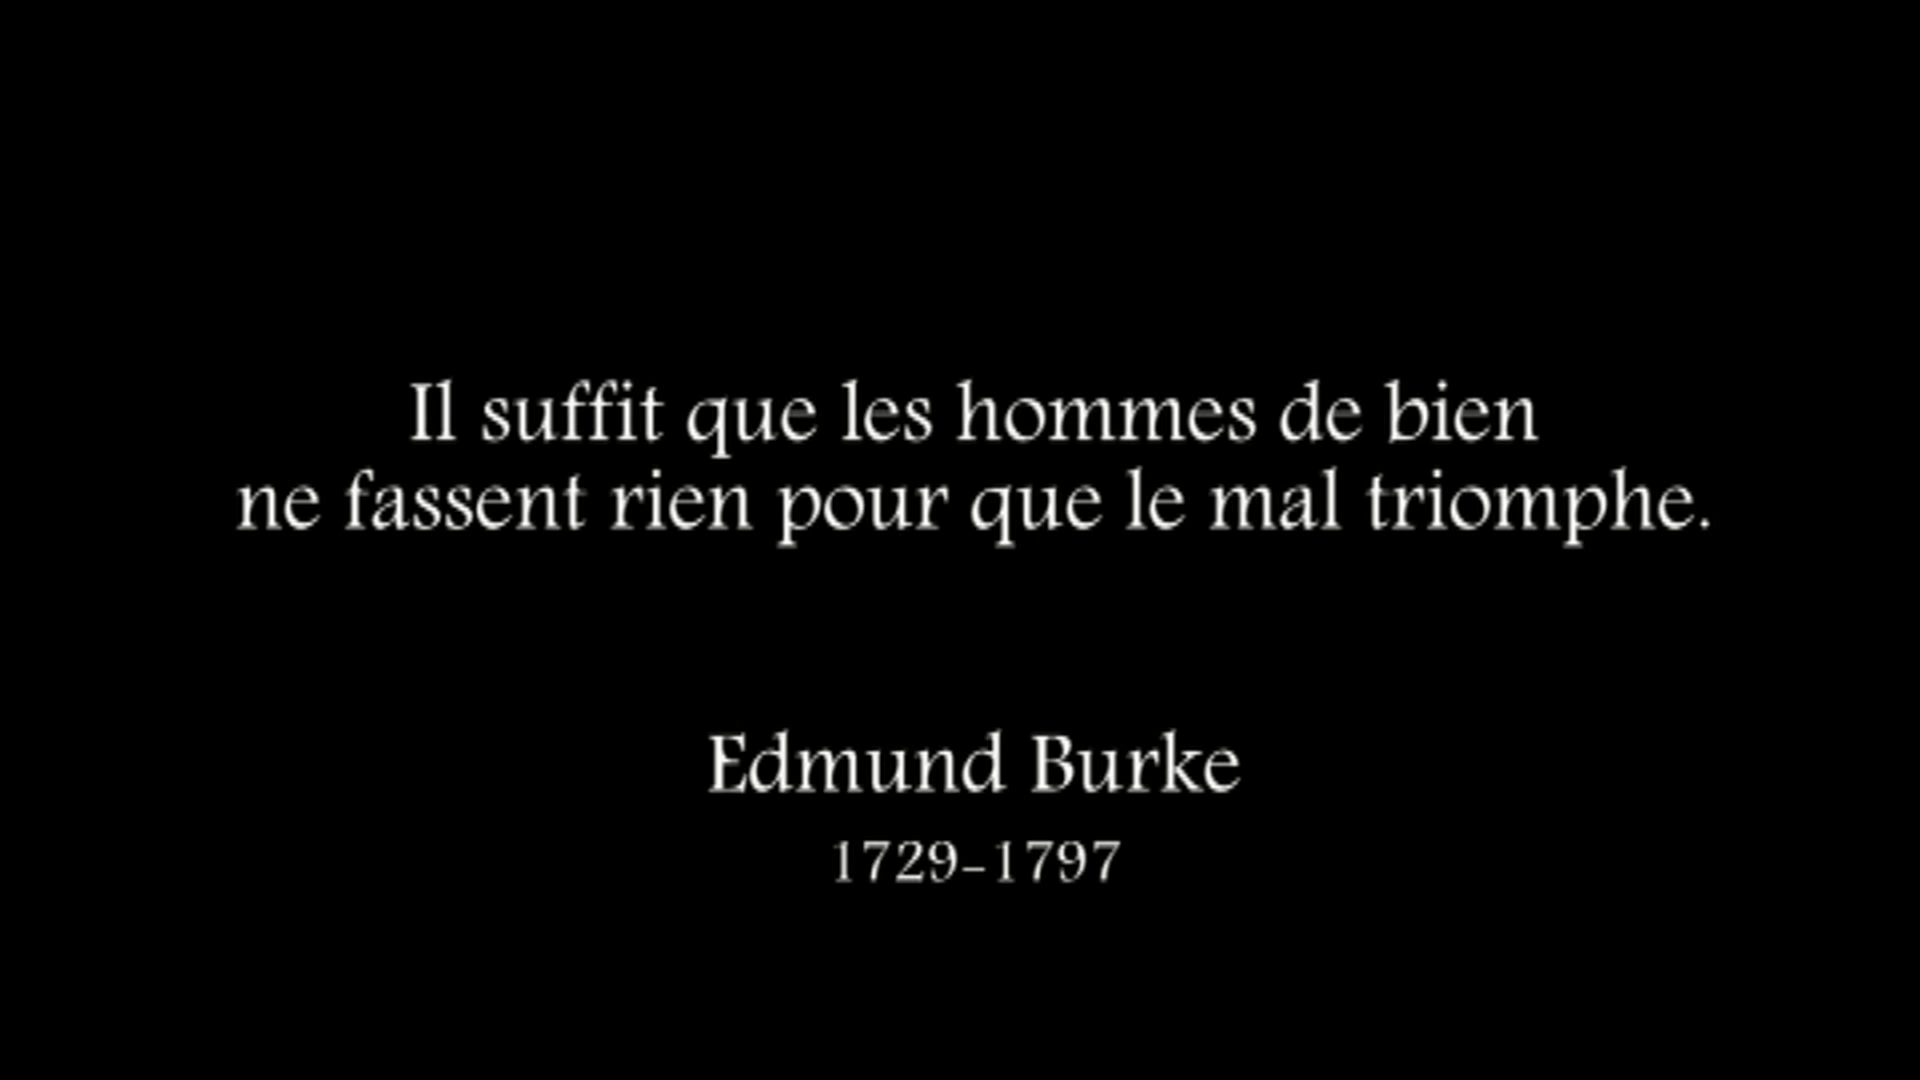 Il suffit que les hommes de bien
ne fassent rien pour que le mal triomphe.
Edmund Burke
1729–1797